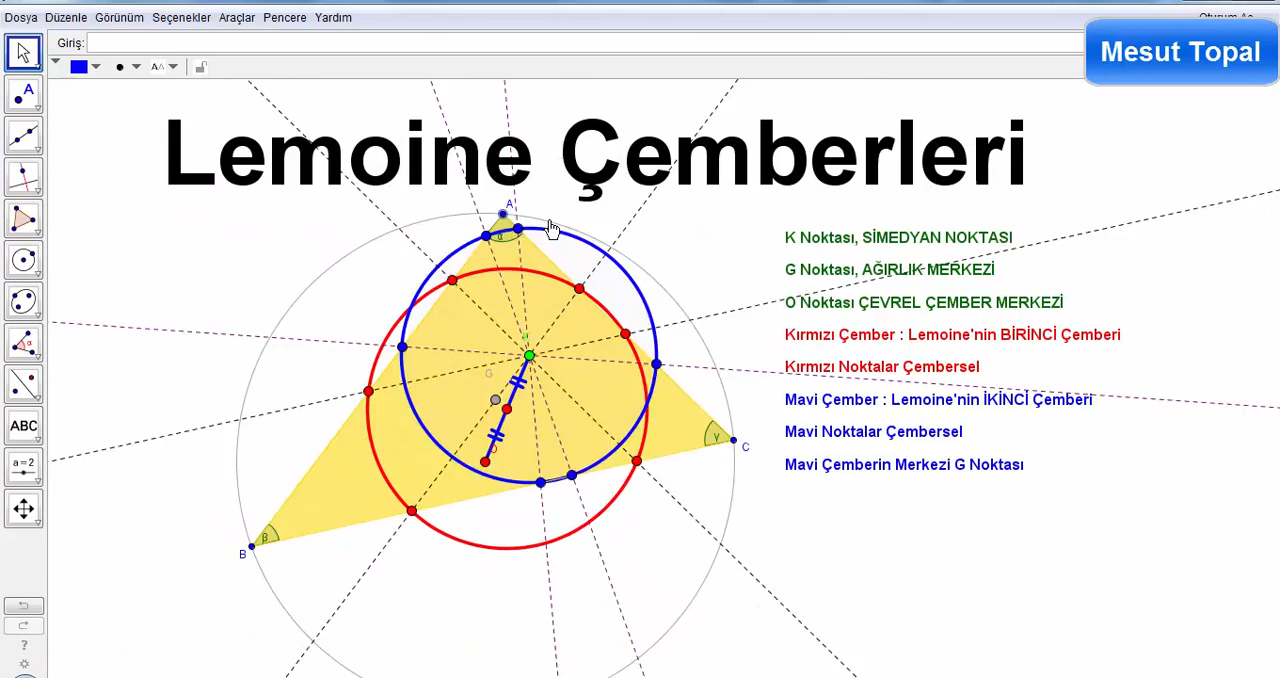 Dosya Düzenle Görünüm Seçenekler Araçlar Pencere Yardım
Giriş:
Mesut Topal
ABC
a=2
Lemoine Çemberleri
A
α
G
γ
C
β
B
K Noktası, SİMEDYAN NOKTASI
G Noktası, AĞIRLIK MERKEZİ
O Noktası ÇEVREL ÇEMBER MERKEZİ
Kırmızı Çember : Lemoine'nin BİRİNCİ Çemberi
Kırmızı Noktalar Çembersel
Mavi Çember : Lemoine'nin İKİNCİ Çemberi
Mavi Noktalar Çembersel
Mavi Çemberin Merkezi G Noktası